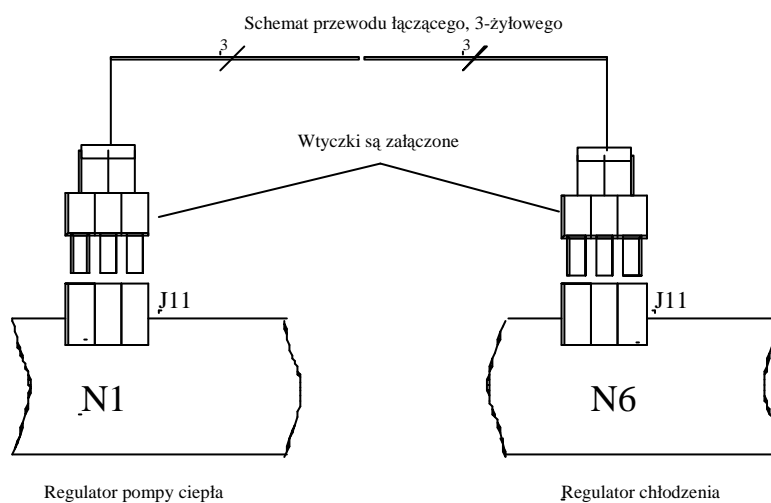 Schemat przewodu łączącego, 3-żyłowego
3
3
Wtyczki są załączone
J11
J11
N1
N6
Regulator pompy ciepła
Regulator chłodzenia